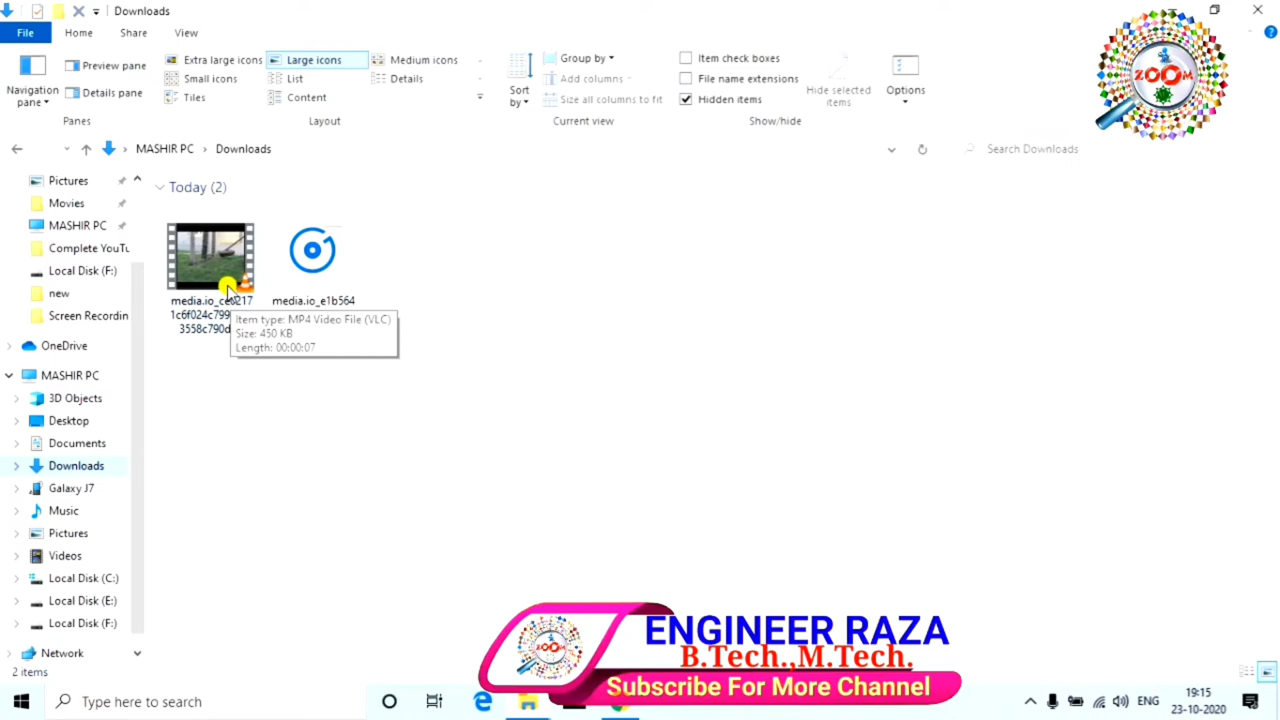 Downloads
File Home Share View
Preview pane
Details pane
Navigation pane
Panes
Extra large icons Large icons Medium icons
Small icons List Details
Tiles Content
Layout
Sort by
Group by
Add columns
Size all columns to fit
Current view
Item check boxes
File name extensions
Hidden items
Hide selected items
Show/hide
Options
ZOOM
MASHIR PC Downloads
Search Downloads
Pictures
Movies
MASHIR PC
Complete YouTu
Local Disk (F:)
new
Screen Recordin
OneDrive
MASHIR PC
3D Objects
Desktop
Documents
Downloads
Galaxy J7
Music
Pictures
Videos
Local Disk (C:)
Local Disk (E:)
Local Disk (F:)
Network
Today (2)
1c6f024c799
3558c790d
media.io_e1b564
Item type: MP4 Video File (VLC)
Size: 450 KB
Length: 00:00:07
2 items
ZOOM
ENGINEER RAZA
B.Tech.,M.Tech.
Subscribe For More Channel
Type here to search
ENG
19:15
23-10-2020